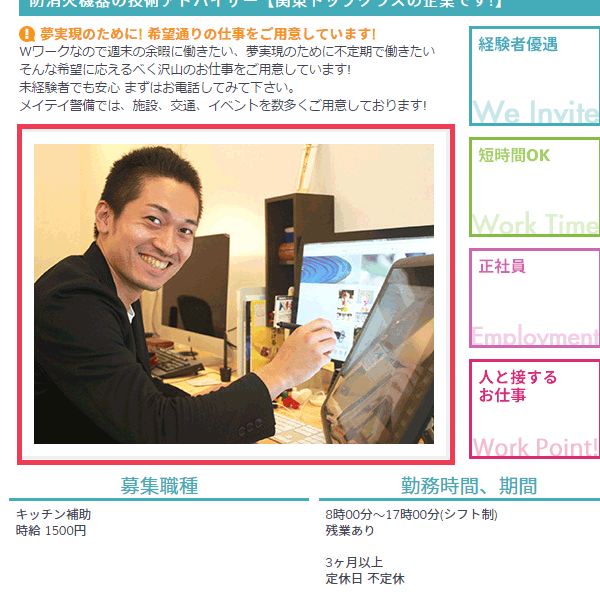 防消火機器の技術アドバイザー【関東トップクラスの企業です!】
夢実現のために! 希望通りの仕事をご用意しています!
Wワークなので週末の余暇に働きたい、夢実現のために不定期で働きたい
そんな希望に応えるべく沢山のお仕事をご用意しています!
未経験者でも安心 まずはお電話してみて下さい。
メイテイ警備では、施設、交通、イベントを数多くご用意しております!
経験者優遇
We Invite
短時間OK
Work Time
正社員
Employment
人と接する
お仕事
Work Point!
募集職種
キッチン補助
時給 1500円
勤務時間、期間
8時00分～17時00分(シフト制)
残業あり
3ヶ月以上
定休日 不定休